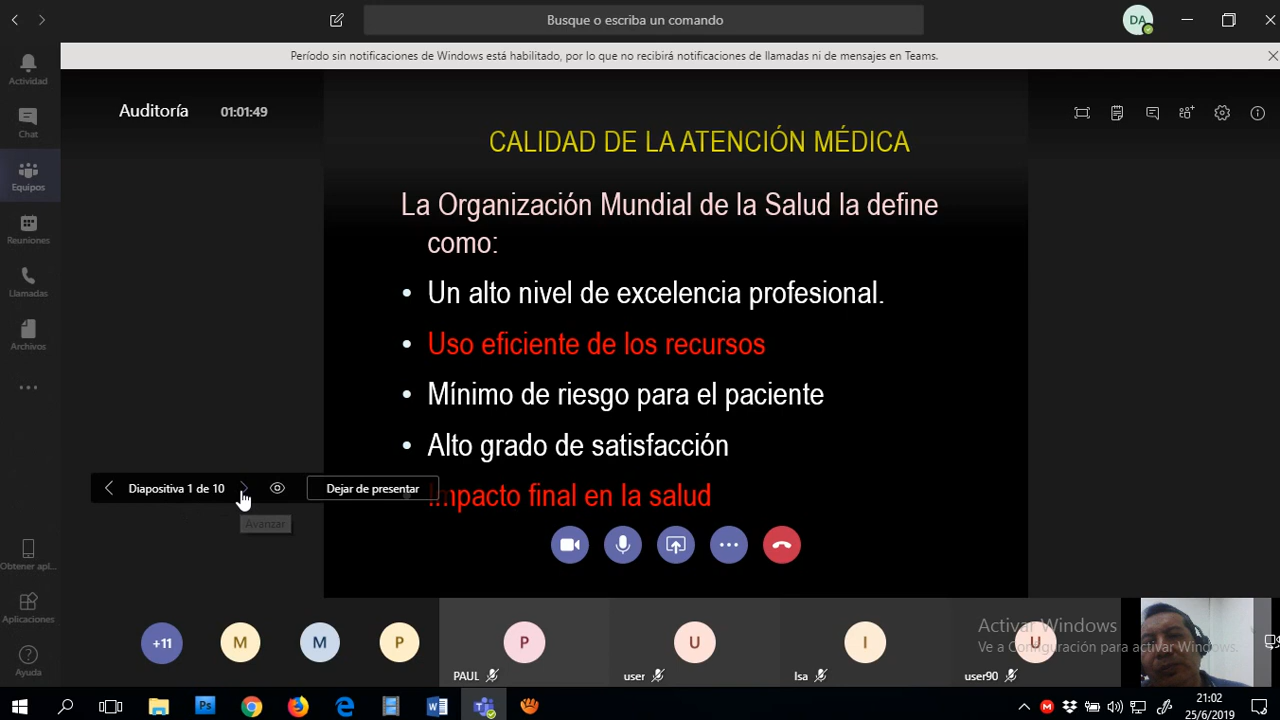 Busque o escriba un comando
DA
Período sin notificaciones de Windows está habilitado, por lo que no recibirá notificaciones de llamadas ni de mensajes en Teams.
Actividad
Chat
Equipos
Reuniones
Llamadas
Archivos
Obtener apl...
Aplicaciones
Ayuda
Auditoría 01:01:49
CALIDAD DE LA ATENCIÓN MÉDICA
La Organización Mundial de la Salud la define
como:
• Un alto nivel de excelencia profesional.
• Uso eficiente de los recursos
• Mínimo de riesgo para el paciente
• Alto grado de satisfacción
• Impacto final en la salud
Diapositiva 1 de 10
Dejar de presentar
Avanzar
+11 M M P P U I U
PAUL user Isa user90
Activar Windows
Ve a Configuración para activar Windows.
21:02
25/6/2019